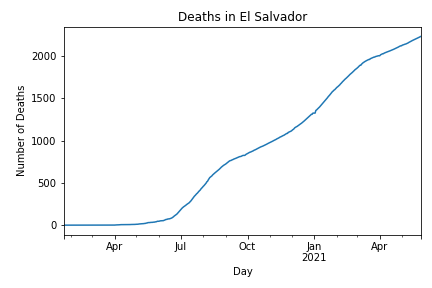 Deaths in El Salvador
Number of Deaths
2000
1500
1000
500
0
Apr
Jul
Oct
Jan
2021
Apr
Day